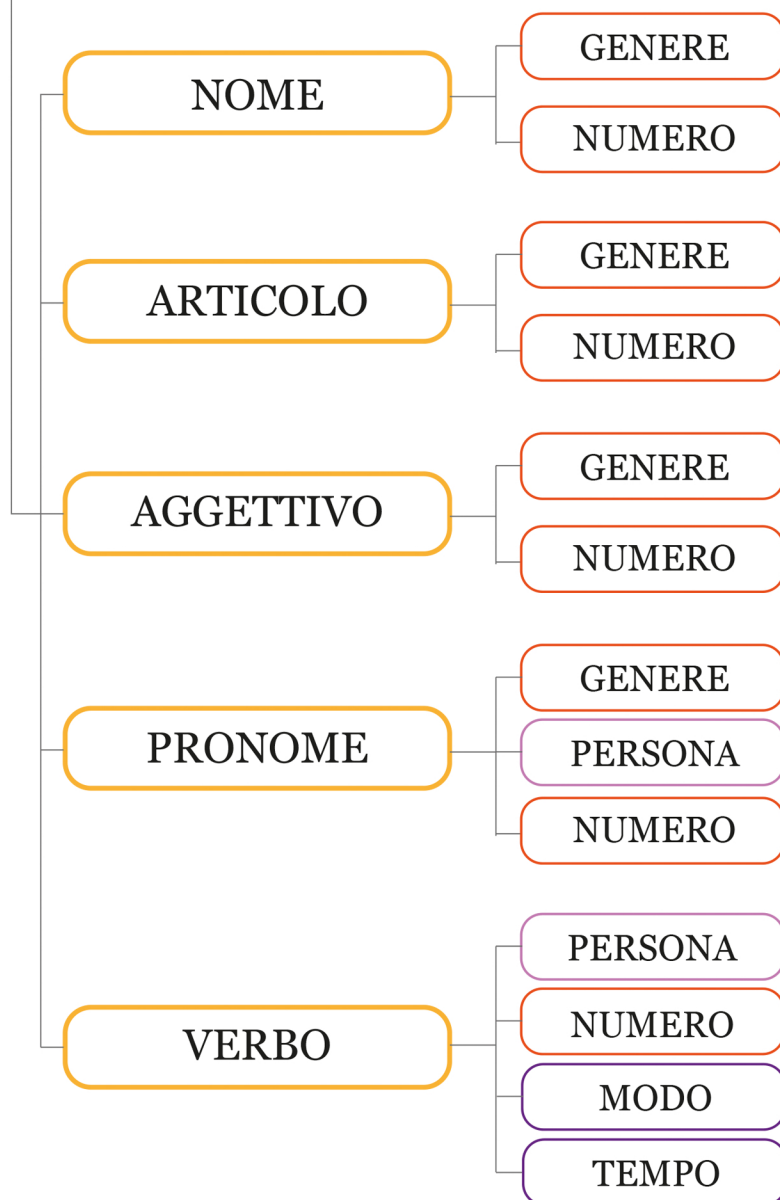 NOME
GENERE
NUMERO
ARTICOLO
GENERE
NUMERO
AGGETTIVO
GENERE
NUMERO
PRONOME
GENERE
PERSONA
NUMERO
VERBO
PERSONA
NUMERO
MODO
TEMPO